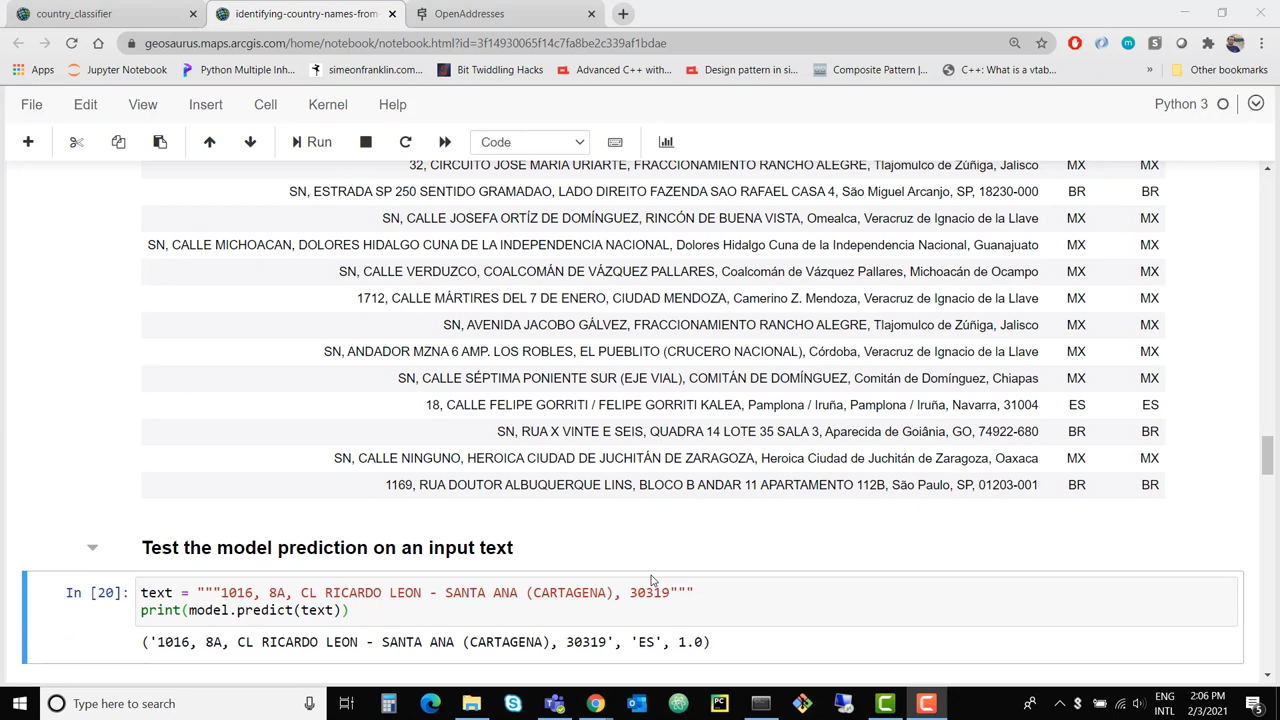 country_classifier
identifying-country-names-from-
OpenAddresses
geosaurus.maps.arcgis.com/home/notebook/notebook.html?id=3f14930065f14c7fa8be2c339af1bdae
Apps
Jupyter Notebook
Python Multiple Inh...
simeonfranklin.com...
Bit Twiddling Hacks
Advanced C++ with...
Design pattern in si...
Composite Pattern |...
C++: What is a vtab...
»
Other bookmarks
File Edit View Insert Cell Kernel Help
Python 3
Run
Code
32, CIRCUITO JOSÉ MARÍA URIARTE, FRACCIONAMIENTO RANCHO ALEGRE, Tlajomulco de Zúñiga, Jalisco MX MX
SN, ESTRADA SP 250 SENTIDO GRAMADAO, LADO DIREITO FAZENDA SAO RAFAEL CASA 4, São Miguel Arcanjo, SP, 18230-000 BR BR
SN, CALLE JOSEFA ORTÍZ DE DOMÍNGUEZ, RINCÓN DE BUENA VISTA, Omealca, Veracruz de Ignacio de la Llave MX MX
SN, CALLE MICHOACAN, DOLORES HIDALGO CUNA DE LA INDEPENDENCIA NACIONAL, Dolores Hidalgo Cuna de la Independencia Nacional, Guanajuato MX MX
SN, CALLE VERDUZCO, COALCOMÁN DE VÁZQUEZ PALLARES, Coalcomán de Vázquez Pallares, Michoacán de Ocampo MX MX
1712, CALLE MÁRTIRES DEL 7 DE ENERO, CIUDAD MENDOZA, Camerino Z. Mendoza, Veracruz de Ignacio de la Llave MX MX
SN, AVENIDA JACOBO GÁLVEZ, FRACCIONAMIENTO RANCHO ALEGRE, Tlajomulco de Zúñiga, Jalisco MX MX
SN, ANDADOR MZNA 6 AMP. LOS ROBLES, EL PUEBLITO (CRUCERO NACIONAL), Córdoba, Veracruz de Ignacio de la Llave MX MX
SN, CALLE SÉPTIMA PONIENTE SUR (EJE VIAL), COMITÁN DE DOMÍNGUEZ, Comitán de Domínguez, Chiapas MX MX
18, CALLE FELIPE GORRITI / FELIPE GORRITI KALEA, Pamplona / Iruña, Pamplona / Iruña, Navarra, 31004 ES ES
SN, RUA X VINTE E SEIS, QUADRA 14 LOTE 35 SALA 3, Aparecida de Goiânia, GO, 74922-680 BR BR
SN, CALLE NINGUNO, HEROICA CIUDAD DE JUCHITÁN DE ZARAGOZA, Heroica Ciudad de Juchitán de Zaragoza, Oaxaca MX MX
1169, RUA DOUTOR ALBUQUERQUE LINS, BLOCO B ANDAR 11 APARTAMENTO 112B, São Paulo, SP, 01203-001 BR BR
Test the model prediction on an input text
In [20]: text = """1016, 8A, CL RICARDO LEON - SANTA ANA (CARTAGENA), 30319"""
print(model.predict(text))
('1016, 8A, CL RICARDO LEON - SANTA ANA (CARTAGENA), 30319', 'ES', 1.0)
Type here to search
ENG
INTL
2:06 PM
2/3/2021